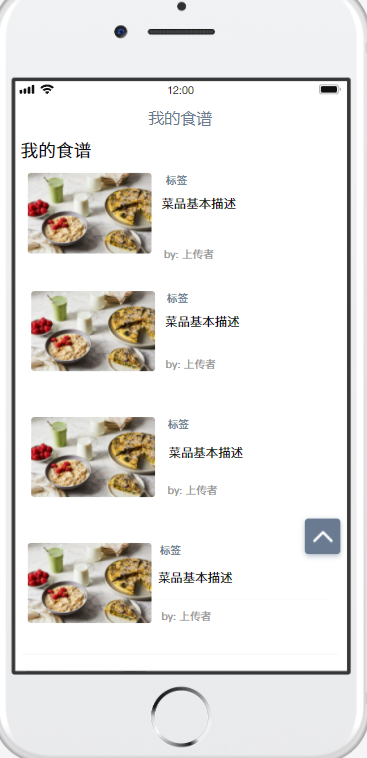 12:00
我的食谱
我的食谱
标签
菜品基本描述
by: 上传者
标签
菜品基本描述
by: 上传者
标签
菜品基本描述
by: 上传者
标签
菜品基本描述
by: 上传者